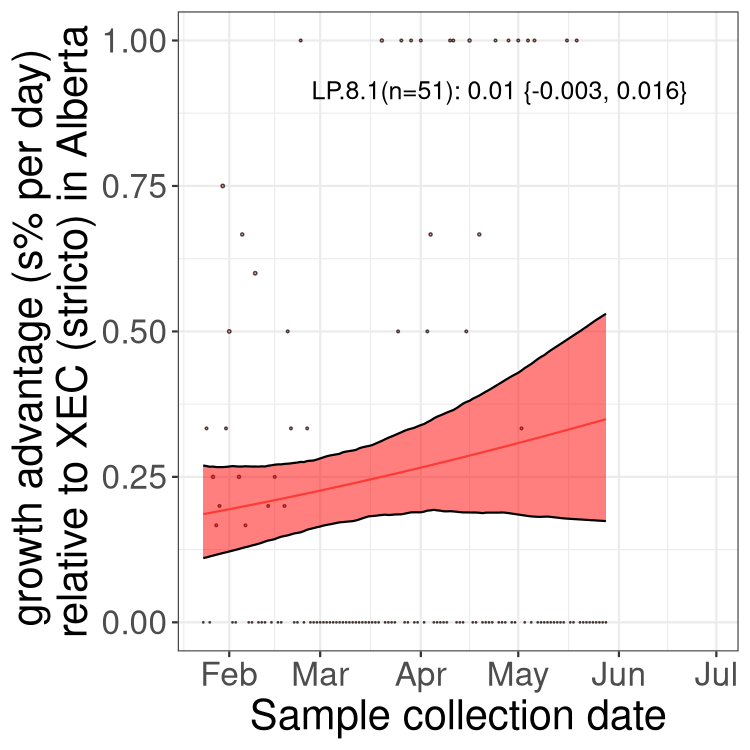 growth advantage (s% per day)
relative to XEC (stricto) in Alberta
1.00
0.75
0.50
0.25
0.00
LP.8.1(n=51): 0.01 {-0.003, 0.016}
Feb Mar Apr May Jun Jul
Sample collection date